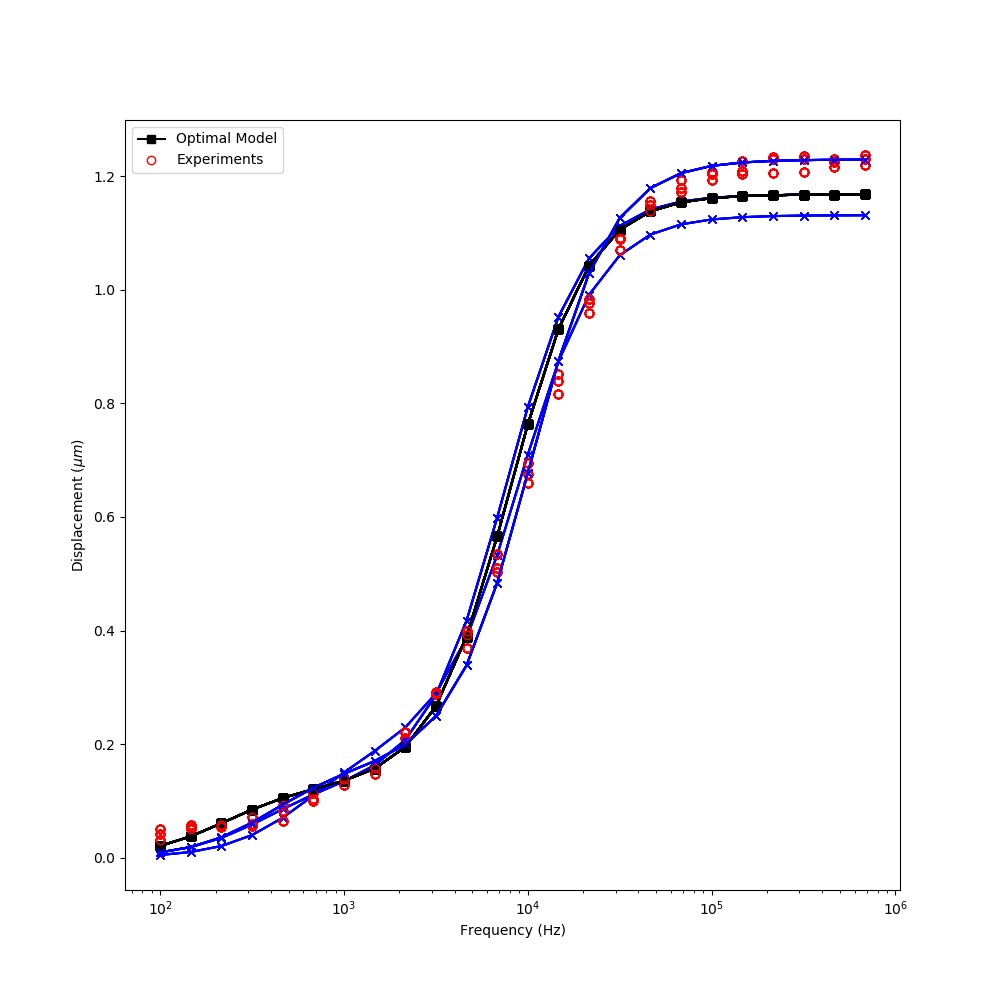 Optimal Model
Experiments
1.2
1.0
0.8
0.6
0.4
0.2
0.0
Displacement (μm)
10² 10³ 10⁴ 10⁵ 10⁶
Frequency (Hz)